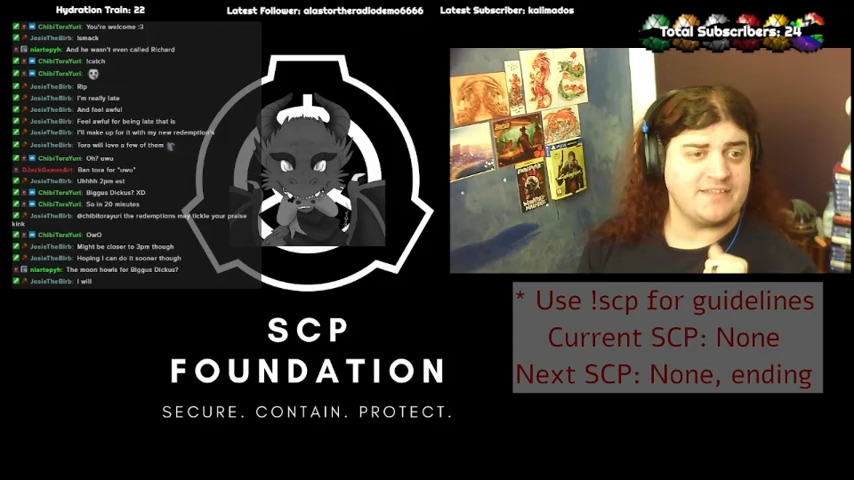 Hydration Train: 22
Latest Follower: alastortheradiodemo6666
Latest Subscriber: kalimados
Total Subscribers: 24
ChibiToraYuri: You're welcome :3
JosieTheBirb: !smack
niartepyh: And he wasn't even called Richard
ChibiToraYuri: !catch
ChibiToraYuri:
JosieTheBirb: Rip
JosieTheBirb: I'm really late
JosieTheBirb: And feel awful
JosieTheBirb: Feel awful for being late that is
JosieTheBirb: I'll make up for it with my new redemption's
JosieTheBirb: Tora will love a few of them
ChibiToraYuri: Oh? uwu
DJackGamerBit: Ban tora for "uwu"
JosieTheBirb: Uhhhh 2pm est
ChibiToraYuri: Biggus Dickus? XD
JosieTheBirb: So in 20 minutes
JosieTheBirb: @chibitorayuri the redemptions may tickle your praise
kink
ChibiToraYuri: OwO
JosieTheBirb: Might be closer to 3pm though
JosieTheBirb: Hoping I can do it sooner though
niartepyh: The moon howls for Biggus Dickus?
JosieTheBirb: I will
SCP
FOUNDATION
SECURE. CONTAIN. PROTECT.
* Use !scp for guidelines
Current SCP: None
Next SCP: None, ending